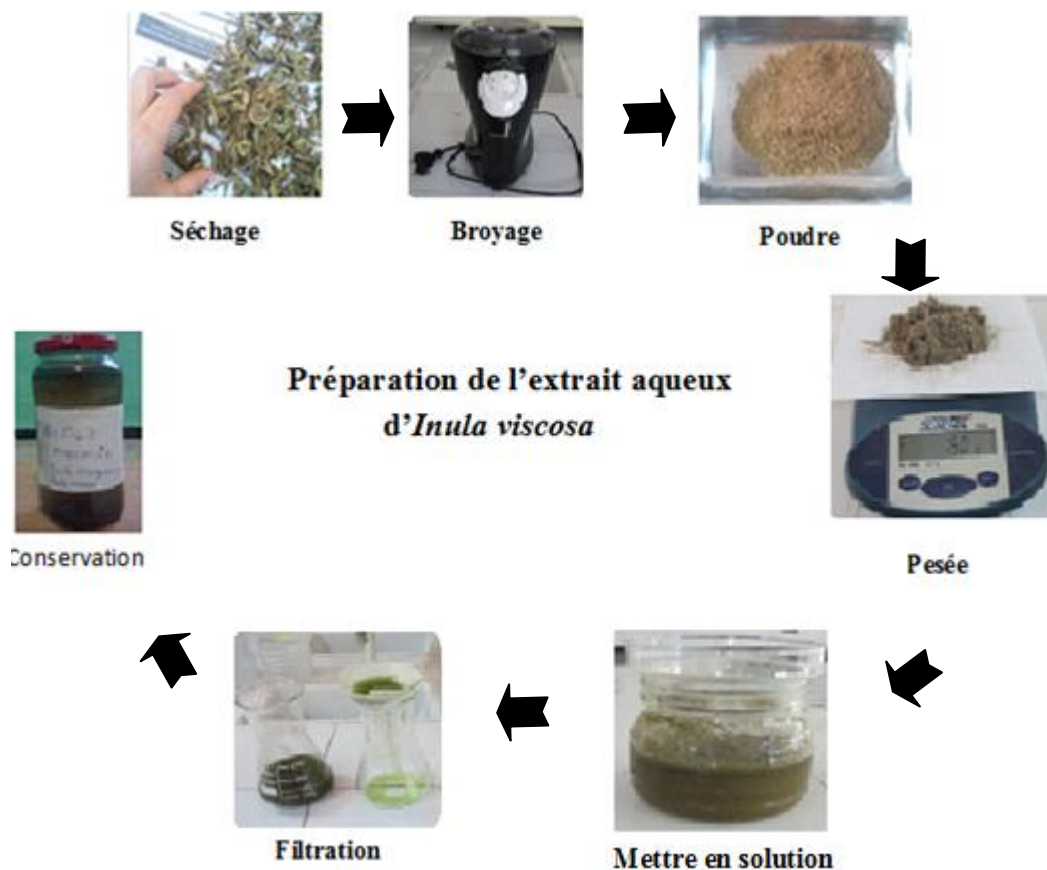 Séchage
Broyage
Poudre
Préparation de l'extrait aqueux
d'Inula viscosa
Pesée
Conservation
Filtration
Mettre en solution